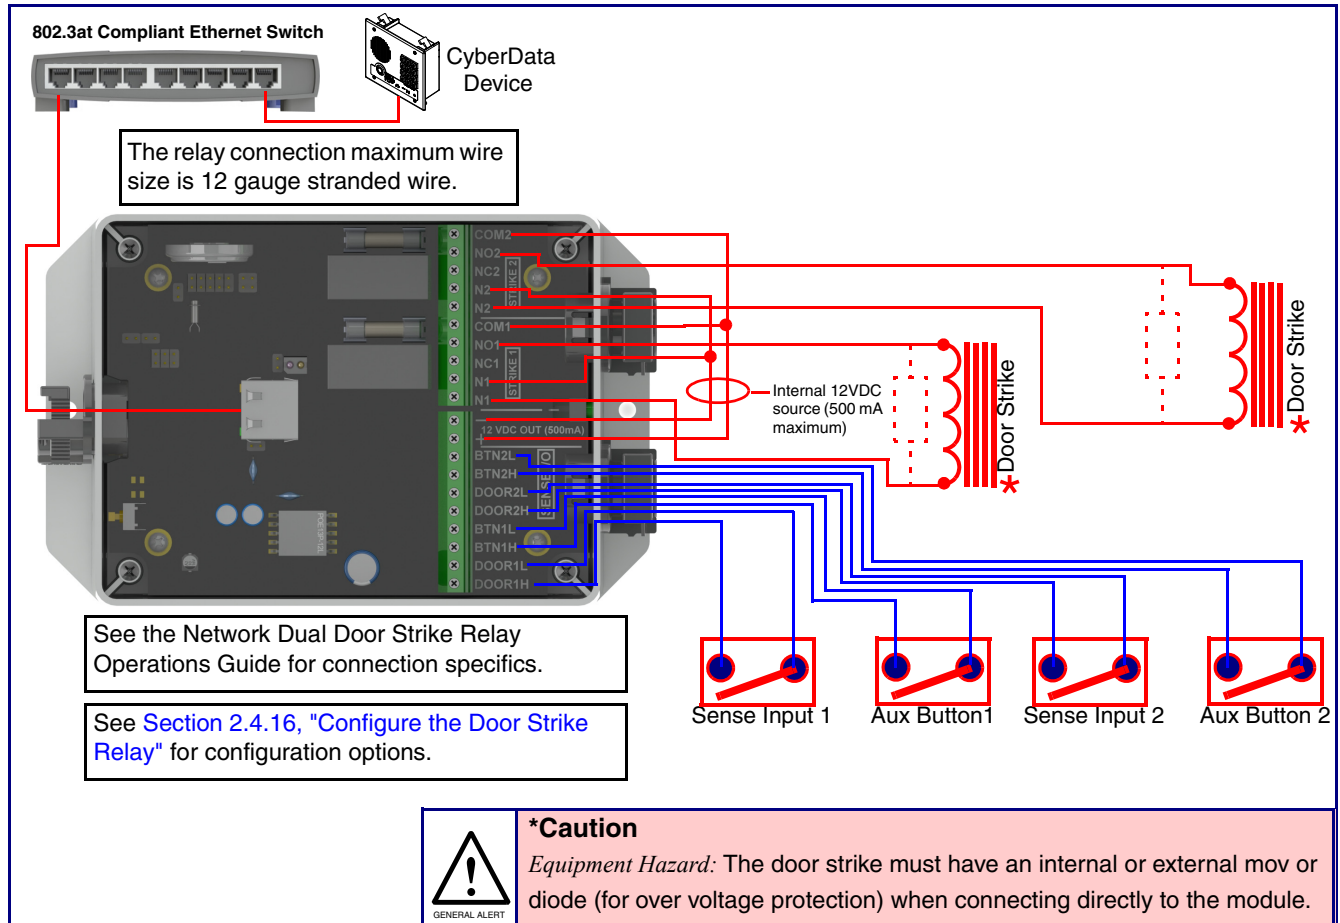 802.3at Compliant Ethernet Switch
CyberData
Device
The relay connection maximum wire
size is 12 gauge stranded wire.
COM2
NO2
NC2
N2
N2
STRIKE 2
COM1
NO1
NC1
N1
N1
STRIKE 1
-
12 VDC OUT (500mA)
+
BTN2L
BTN2H
DOOR2L
DOOR2H
BTN1L
BTN1H
DOOR1L
DOOR1H
Internal 12VDC
source (500 mA
maximum)
*Door Strike
*Door Strike
See the Network Dual Door Strike Relay
Operations Guide for connection specifics.
See Section 2.4.16, "Configure the Door Strike
Relay" for configuration options.
Sense Input 1
Aux Button1
Sense Input 2
Aux Button 2
GENERAL ALERT
*Caution
Equipment Hazard: The door strike must have an internal or external mov or
diode (for over voltage protection) when connecting directly to the module.